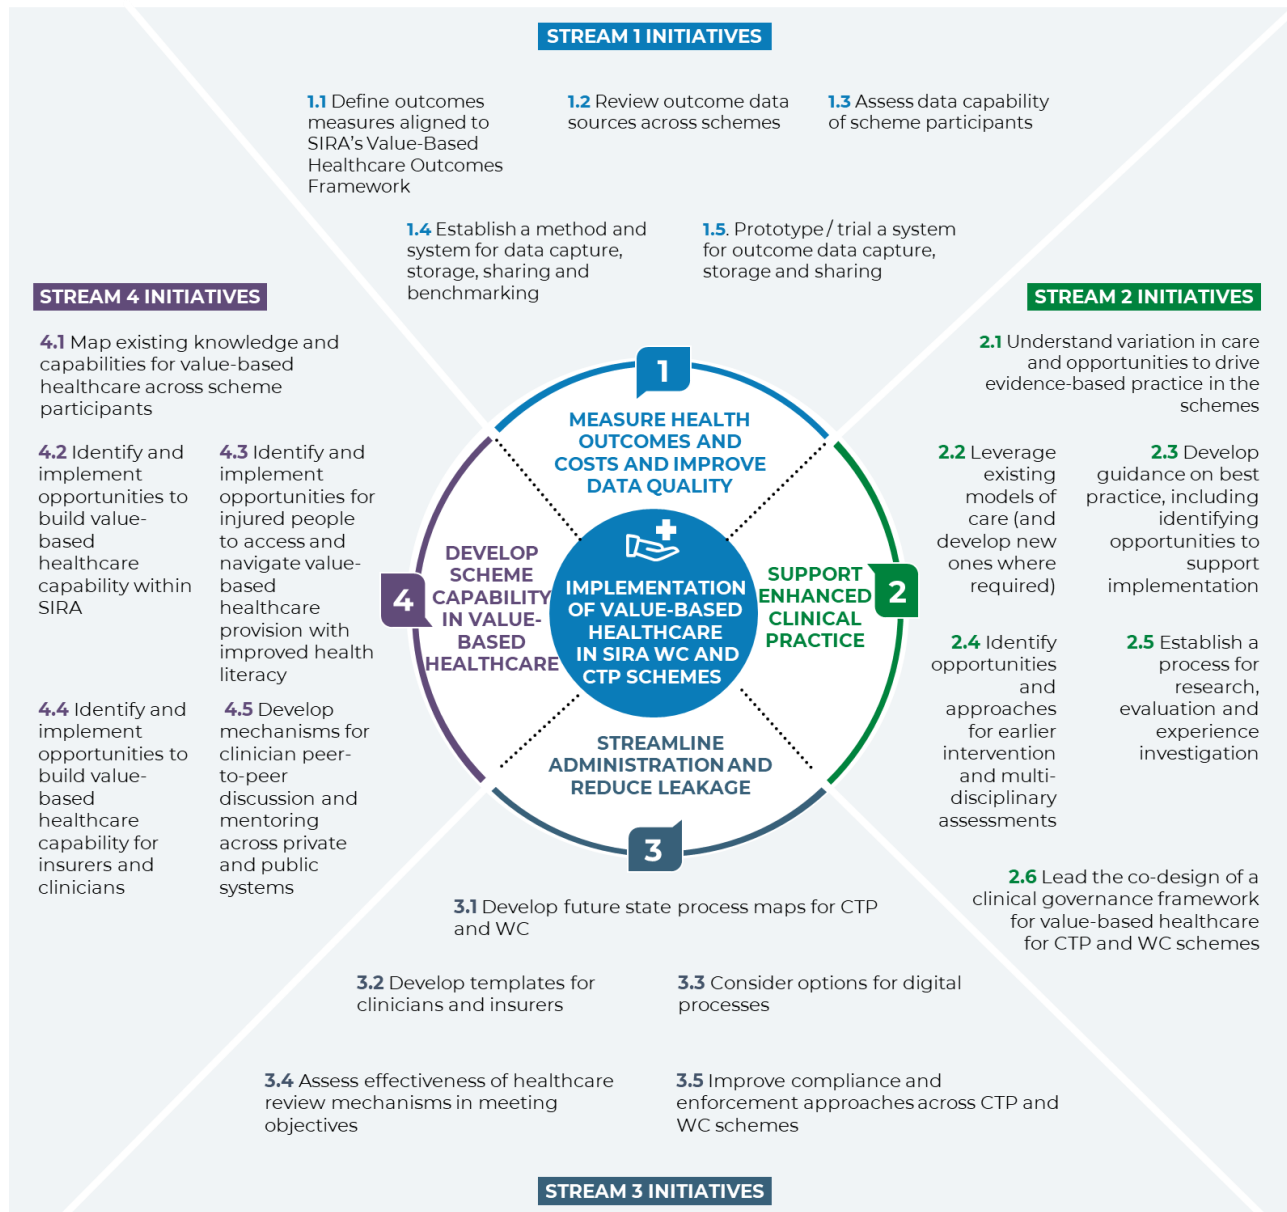 STREAM 1 INITIATIVES
1.1 Define outcomes
measures aligned to
SIRA’s Value-Based
Healthcare Outcomes
Framework
1.2 Review outcome data
sources across schemes
1.3 Assess data capability
of scheme participants
1.4 Establish a method and
system for data capture,
storage, sharing and
benchmarking
1.5. Prototype / trial a system
for outcome data capture,
storage and sharing
STREAM 4 INITIATIVES
4.1 Map existing knowledge and
capabilities for value-based
healthcare across scheme
participants
4.2 Identify and
implement
opportunities to
build value-
based
healthcare
capability within
SIRA
4.3 Identify and
implement
opportunities for
injured people
to access and
navigate value-
based
healthcare
provision with
improved health
literacy
4.4 Identify and
implement
opportunities to
build value-
based
healthcare
capability for
insurers and
clinicians
4.5 Develop
mechanisms for
clinician peer-
to-peer
discussion and
mentoring
across private
and public
systems
1
MEASURE HEALTH
OUTCOMES AND
COSTS AND IMPROVE
DATA QUALITY
4
DEVELOP
SCHEME
CAPABILITY
IN VALUE-
BASED
HEALTHCARE
IMPLEMENTATION
OF VALUE-BASED
HEALTHCARE
IN SIRA WC AND
CTP SCHEMES
SUPPORT
ENHANCED
CLINICAL
PRACTICE
2
STREAMLINE
ADMINISTRATION AND
REDUCE LEAKAGE
3
STREAM 2 INITIATIVES
2.1 Understand variation in care
and opportunities to drive
evidence-based practice in the
schemes
2.2 Leverage
existing
models of
care (and
develop new
ones where
required)
2.3 Develop
guidance on best
practice, including
identifying
opportunities to
support
implementation
2.4 Identify
opportunities
and
approaches
for earlier
intervention
and multi-
disciplinary
assessments
2.5 Establish a
process for
research,
evaluation and
experience
investigation
2.6 Lead the co-design of a
clinical governance framework
for value-based healthcare
for CTP and WC schemes
3.1 Develop future state process maps for CTP
and WC
3.2 Develop templates for
clinicians and insurers
3.3 Consider options for digital
processes
3.4 Assess effectiveness of healthcare
review mechanisms in meeting
objectives
3.5 Improve compliance and
enforcement approaches across CTP and
WC schemes
STREAM 3 INITIATIVES